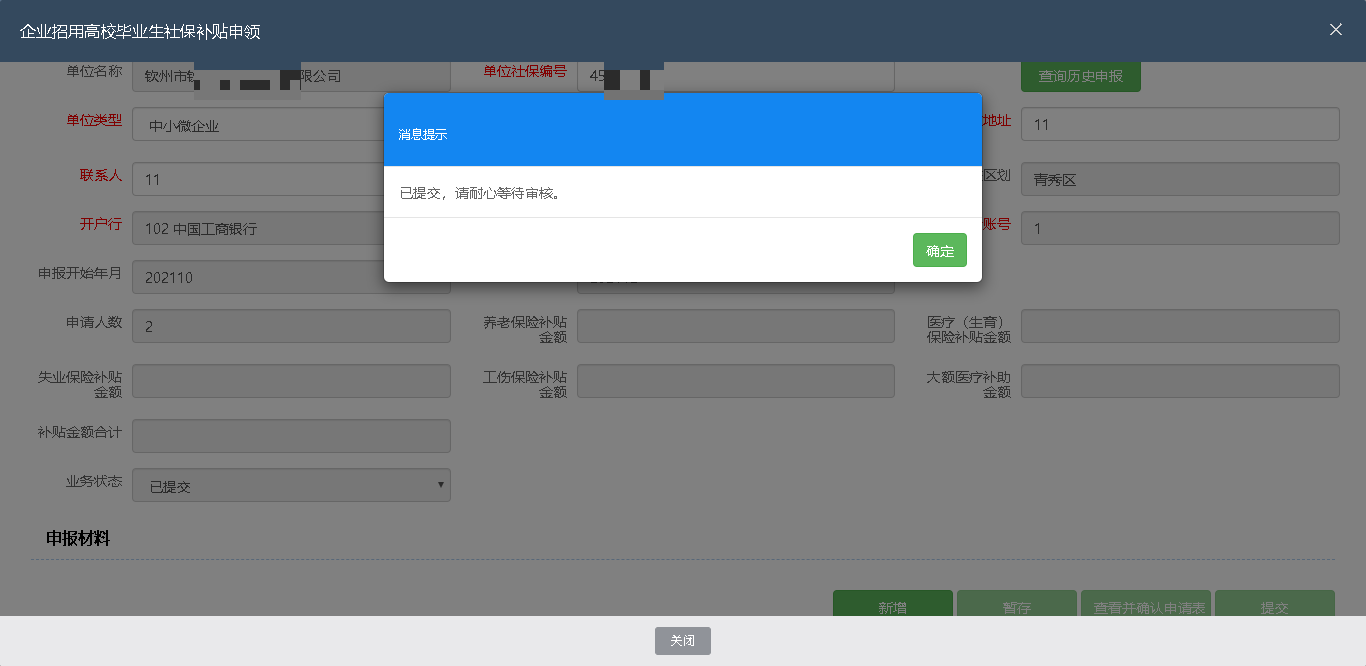 企业招用高校毕业生社保补贴申领
单位名称 钦州市 限公司 单位社保编号 45 查询历史申报
单位类型 中小微企业 地址 11
消息提示
联系人 11 区划 青秀区
已提交，请耐心等待审核。
开户行 102 中国工商银行 账号 1
确定
申报开始年月 202110
申请人数 2 养老保险补贴金额 医疗（生育）保险补贴金额
失业保险补贴金额 工伤保险补贴金额 大额医疗补助金额
补贴金额合计
业务状态 已提交
申报材料
新增 暂存 查看并确认申请表 提交
关闭